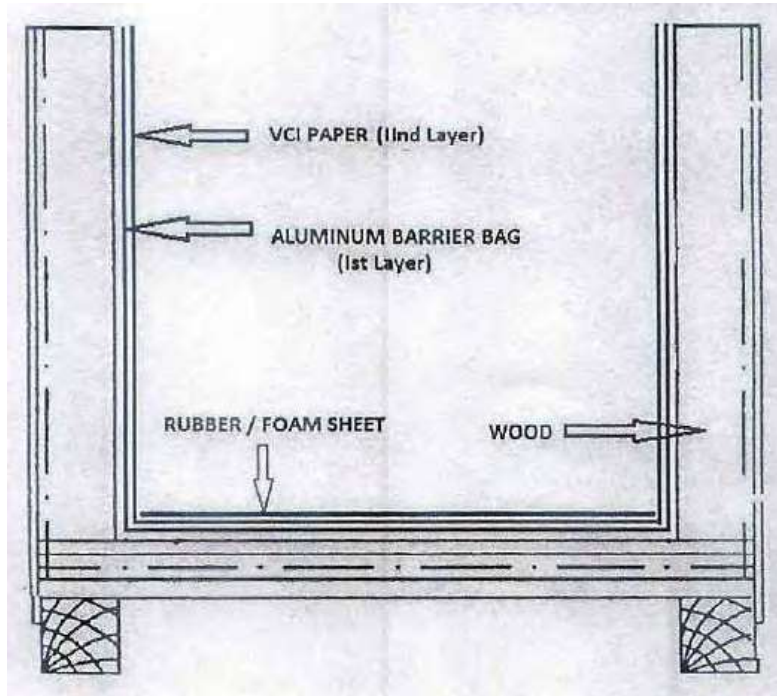 VCI PAPER (IInd Layer)
ALUMINUM BARRIER BAG
(Ist Layer)
RUBBER / FOAM SHEET
WOOD